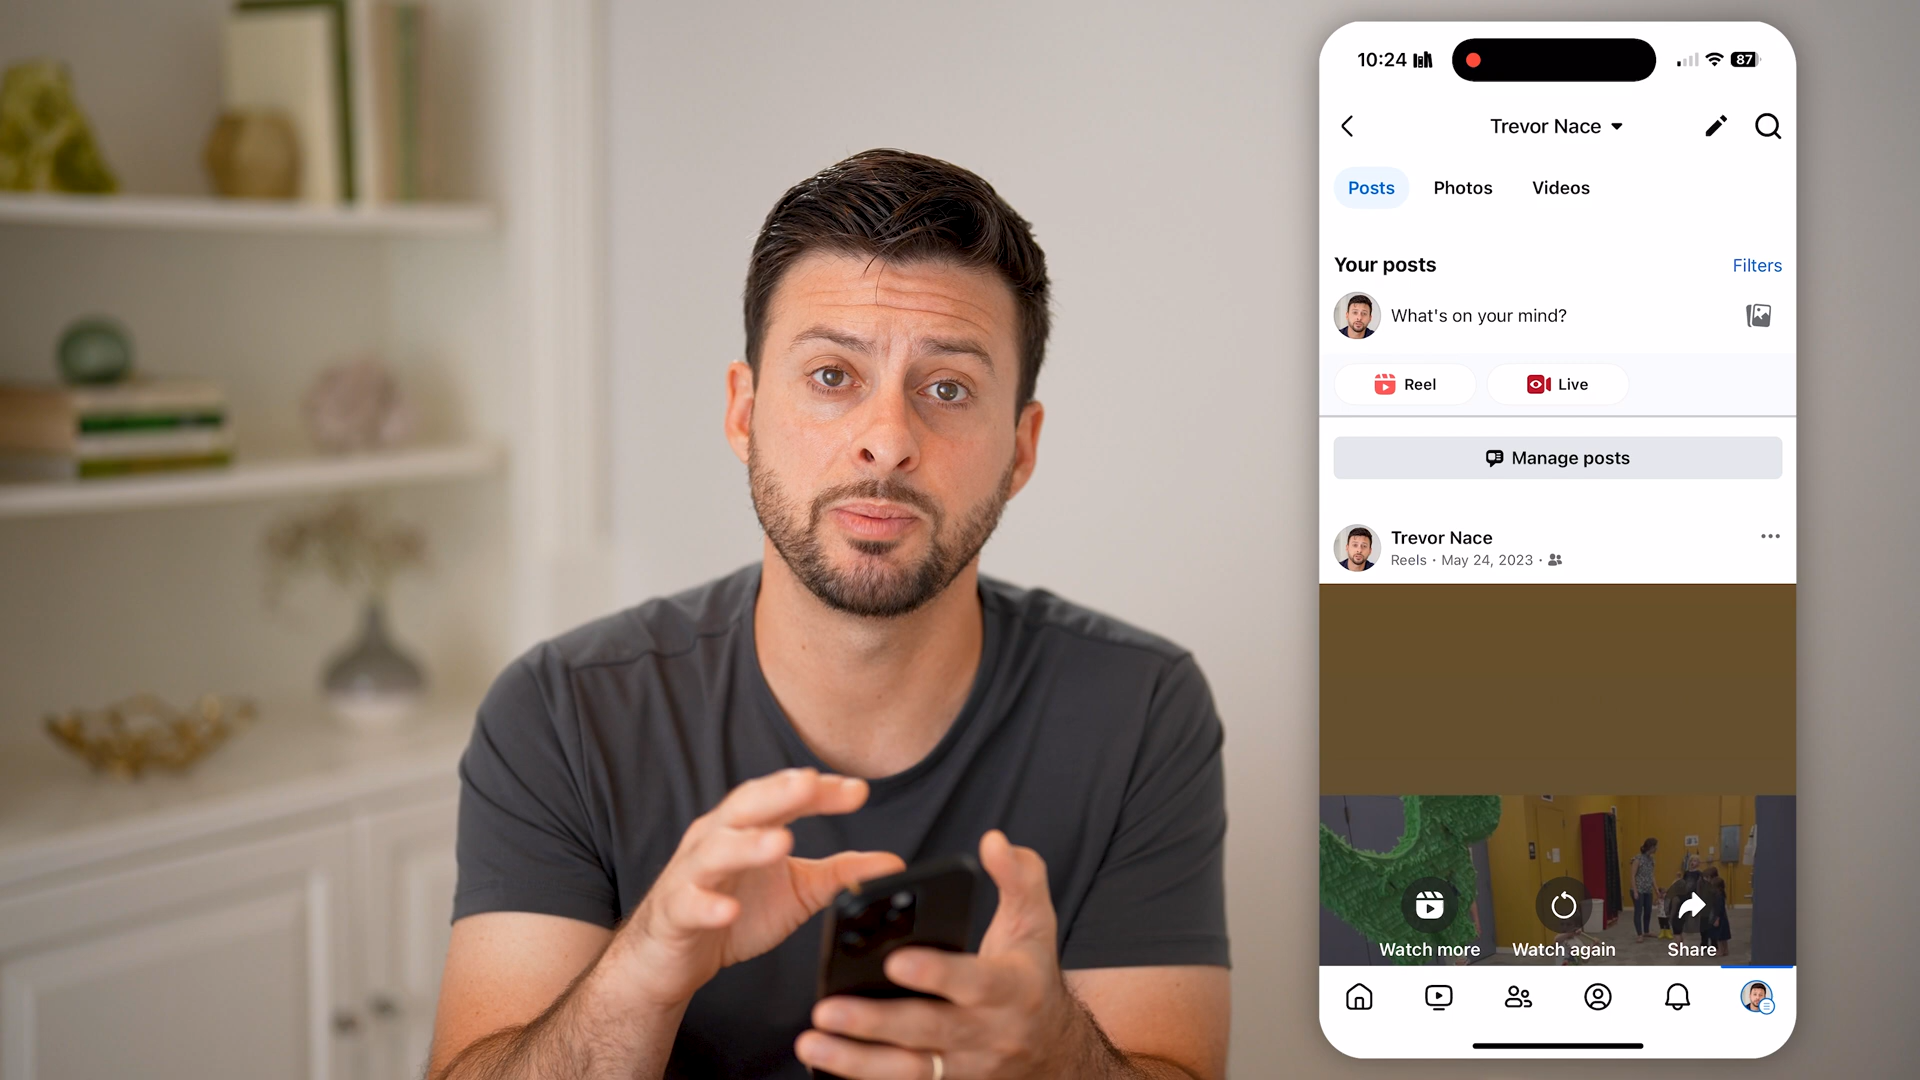 10:24
87
Trevor Nace
Posts Photos Videos
Your posts Filters
What's on your mind?
Reel Live
Manage posts
Trevor Nace
Reels · May 24, 2023 ·
Watch more Watch again Share